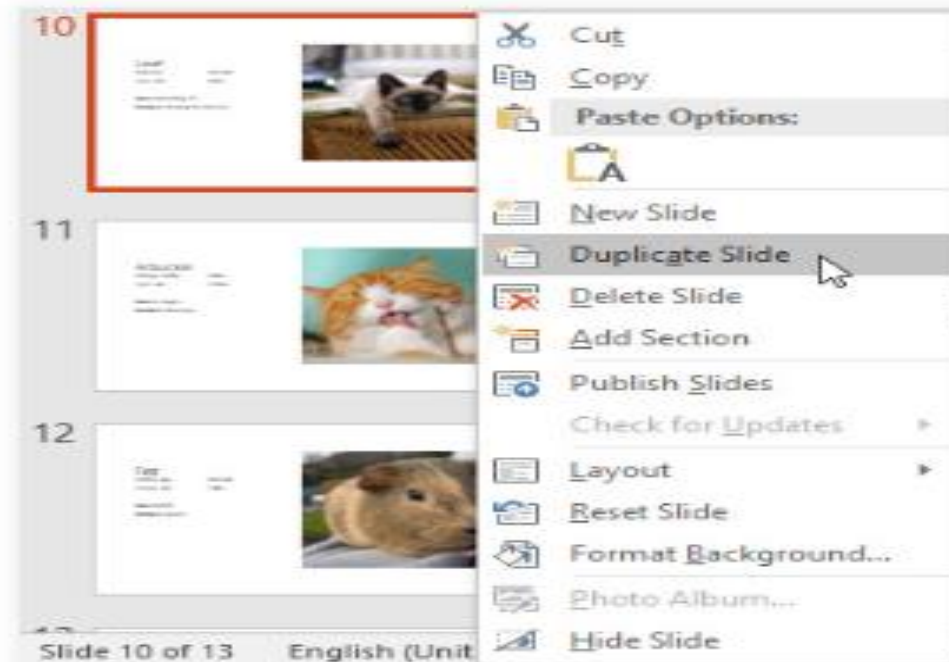 10
11
12
Cut
Copy
Paste Options:
A
New Slide
Duplicate Slide
Delete Slide
Add Section
Publish Slides
Check for Updates
Layout
Reset Slide
Format Background...
Photo Album...
Hide Slide
Slide 10 of 13 English (Unit